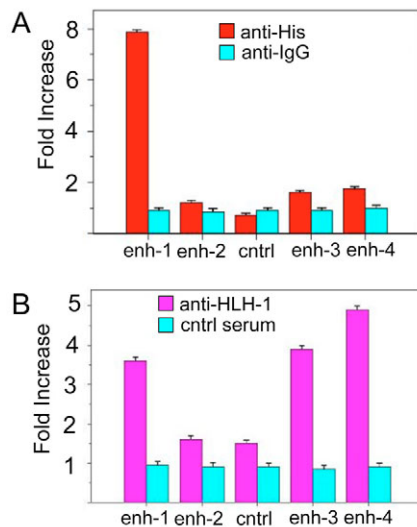 A
anti-His
anti-IgG
Fold Increase
8
6
4
2
enh-1 enh-2 cntrl enh-3 enh-4
B
anti-HLH-1
cntrl serum
Fold Increase
5
4
3
2
1
enh-1 enh-2 cntrl enh-3 enh-4